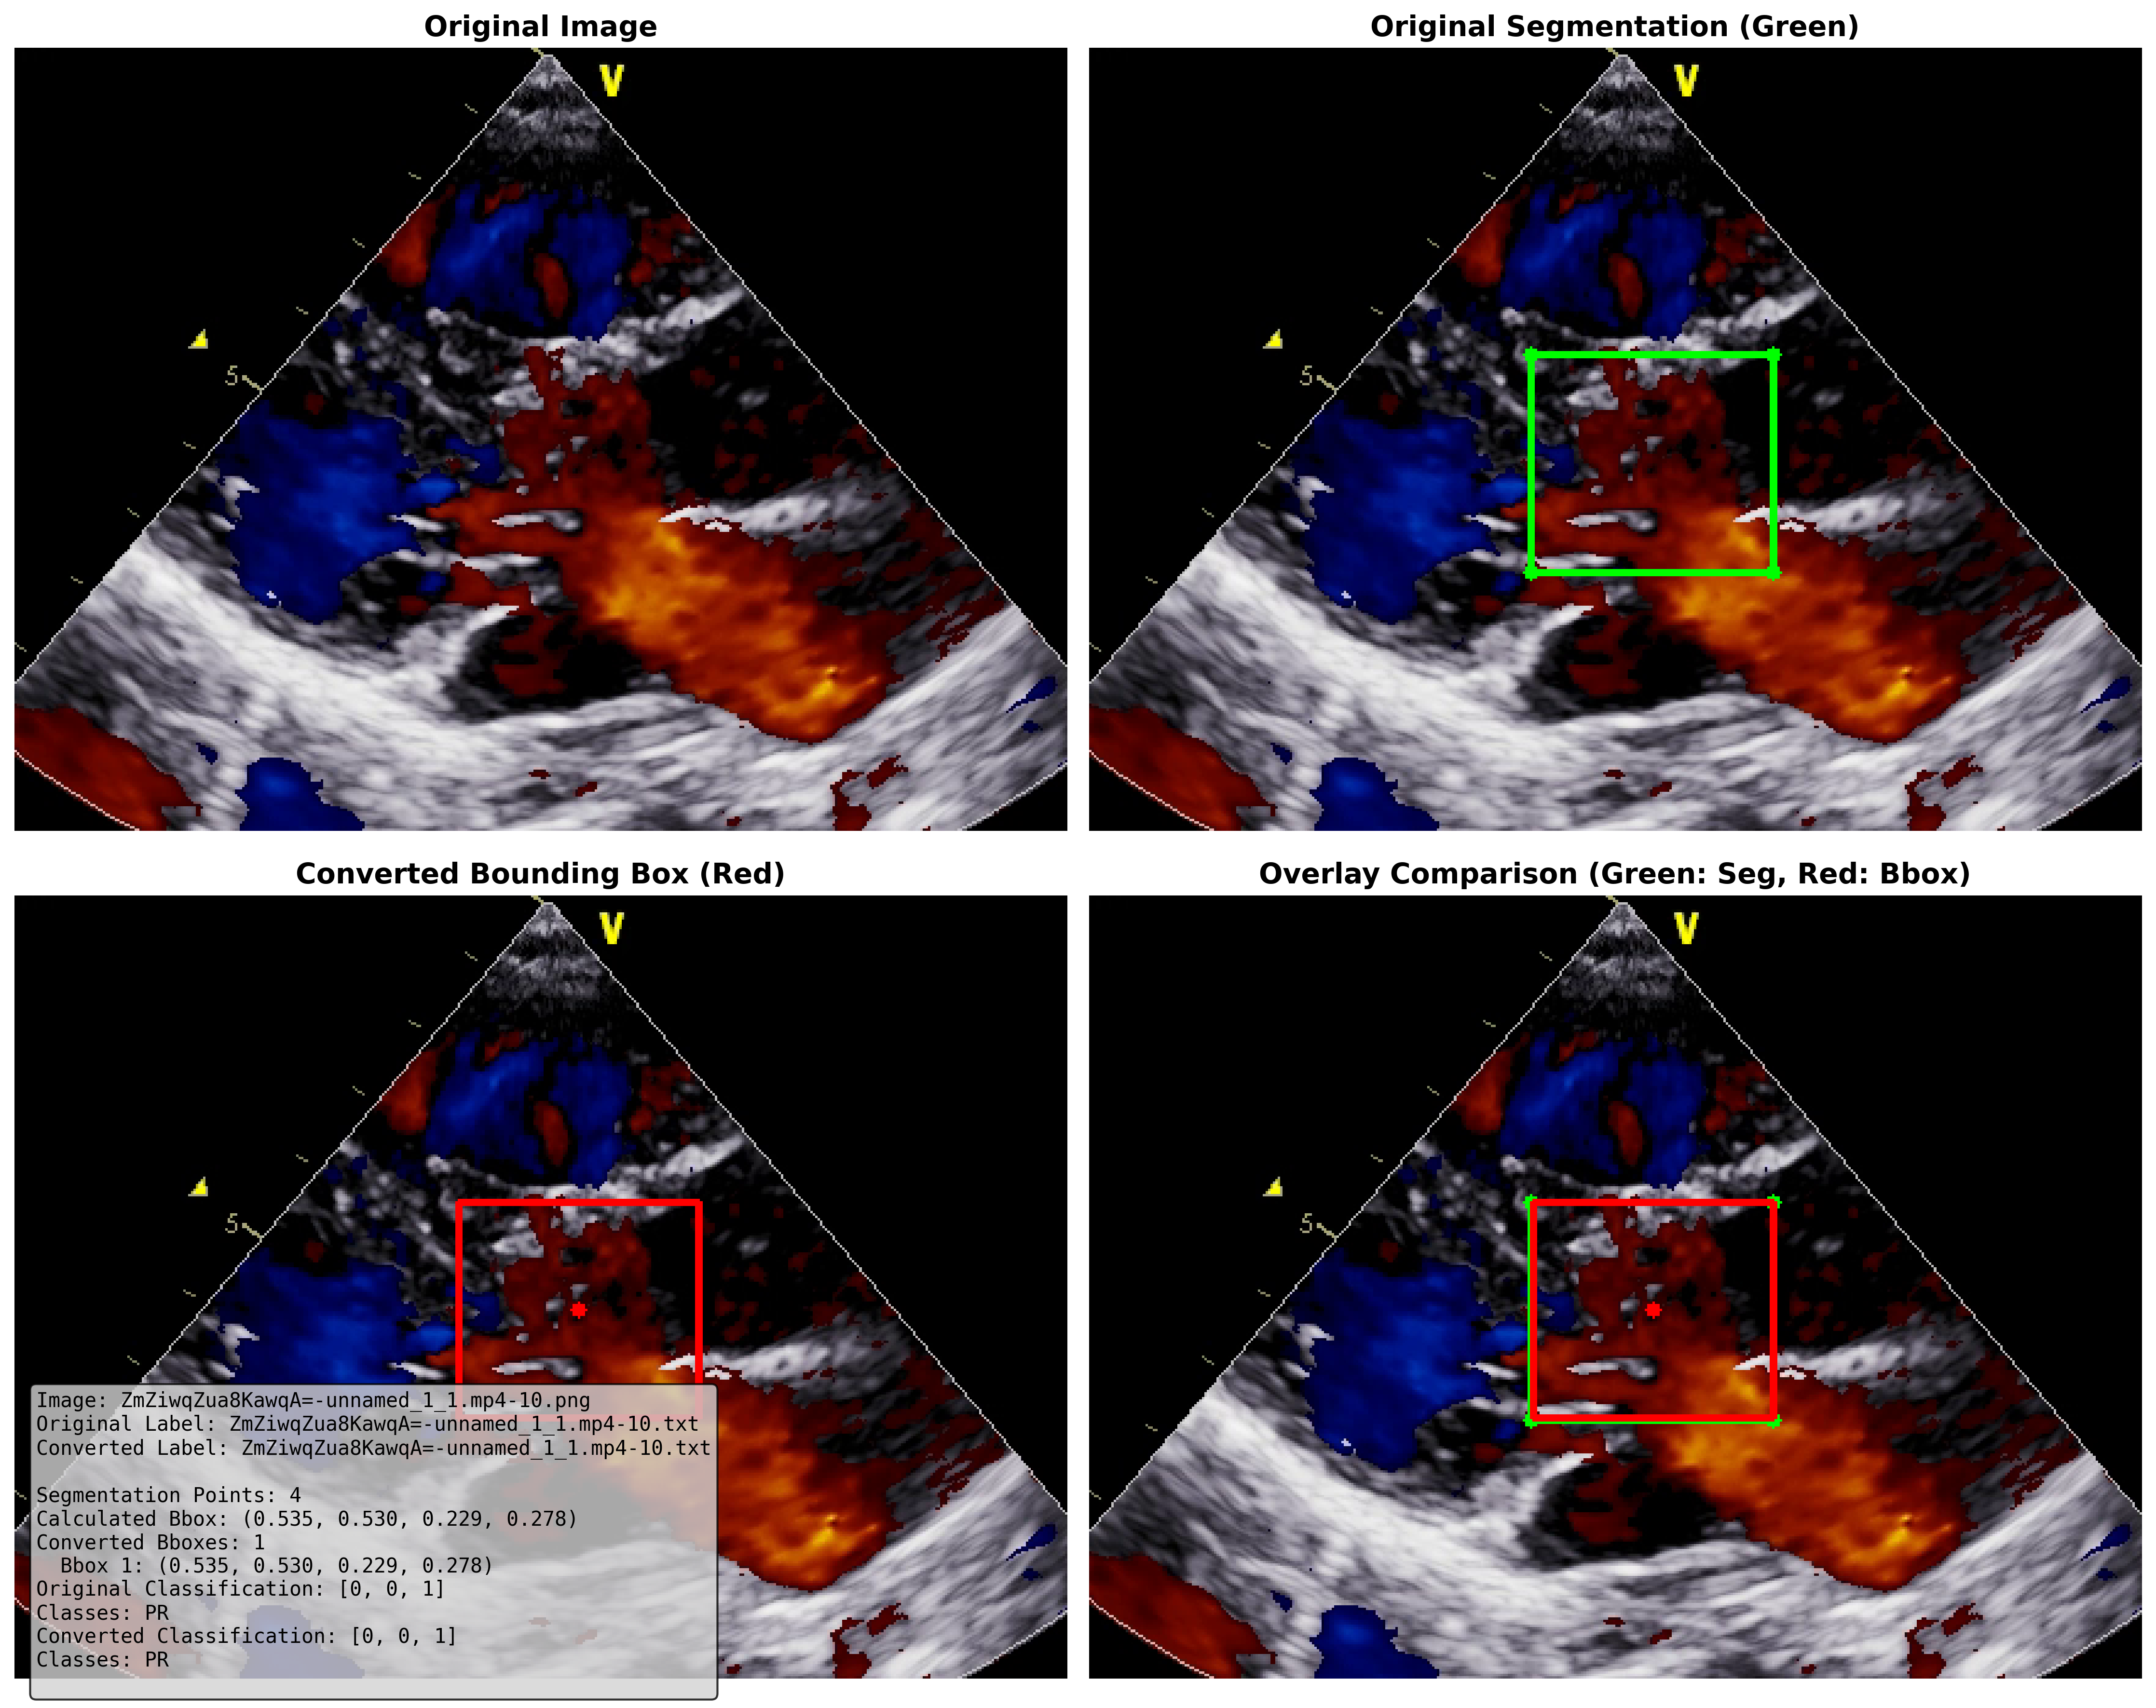 Original Image
Original Segmentation (Green)
V
5
V
5
Converted Bounding Box (Red)
Overlay Comparison (Green: Seg, Red: Bbox)
V
5
V
5
Image: ZmZiwqZua8KawqA=-unnamed_1_1.mp4-10.png
Original Label: ZmZiwqZua8KawqA=-unnamed_1_1.mp4-10.txt
Converted Label: ZmZiwqZua8KawqA=-unnamed_1_1.mp4-10.txt
Segmentation Points: 4
Calculated Bbox: (0.535, 0.530, 0.229, 0.278)
Converted Bboxes: 1
Bbox 1: (0.535, 0.530, 0.229, 0.278)
Original Classification: [0, 0, 1]
Classes: PR
Converted Classification: [0, 0, 1]
Classes: PR